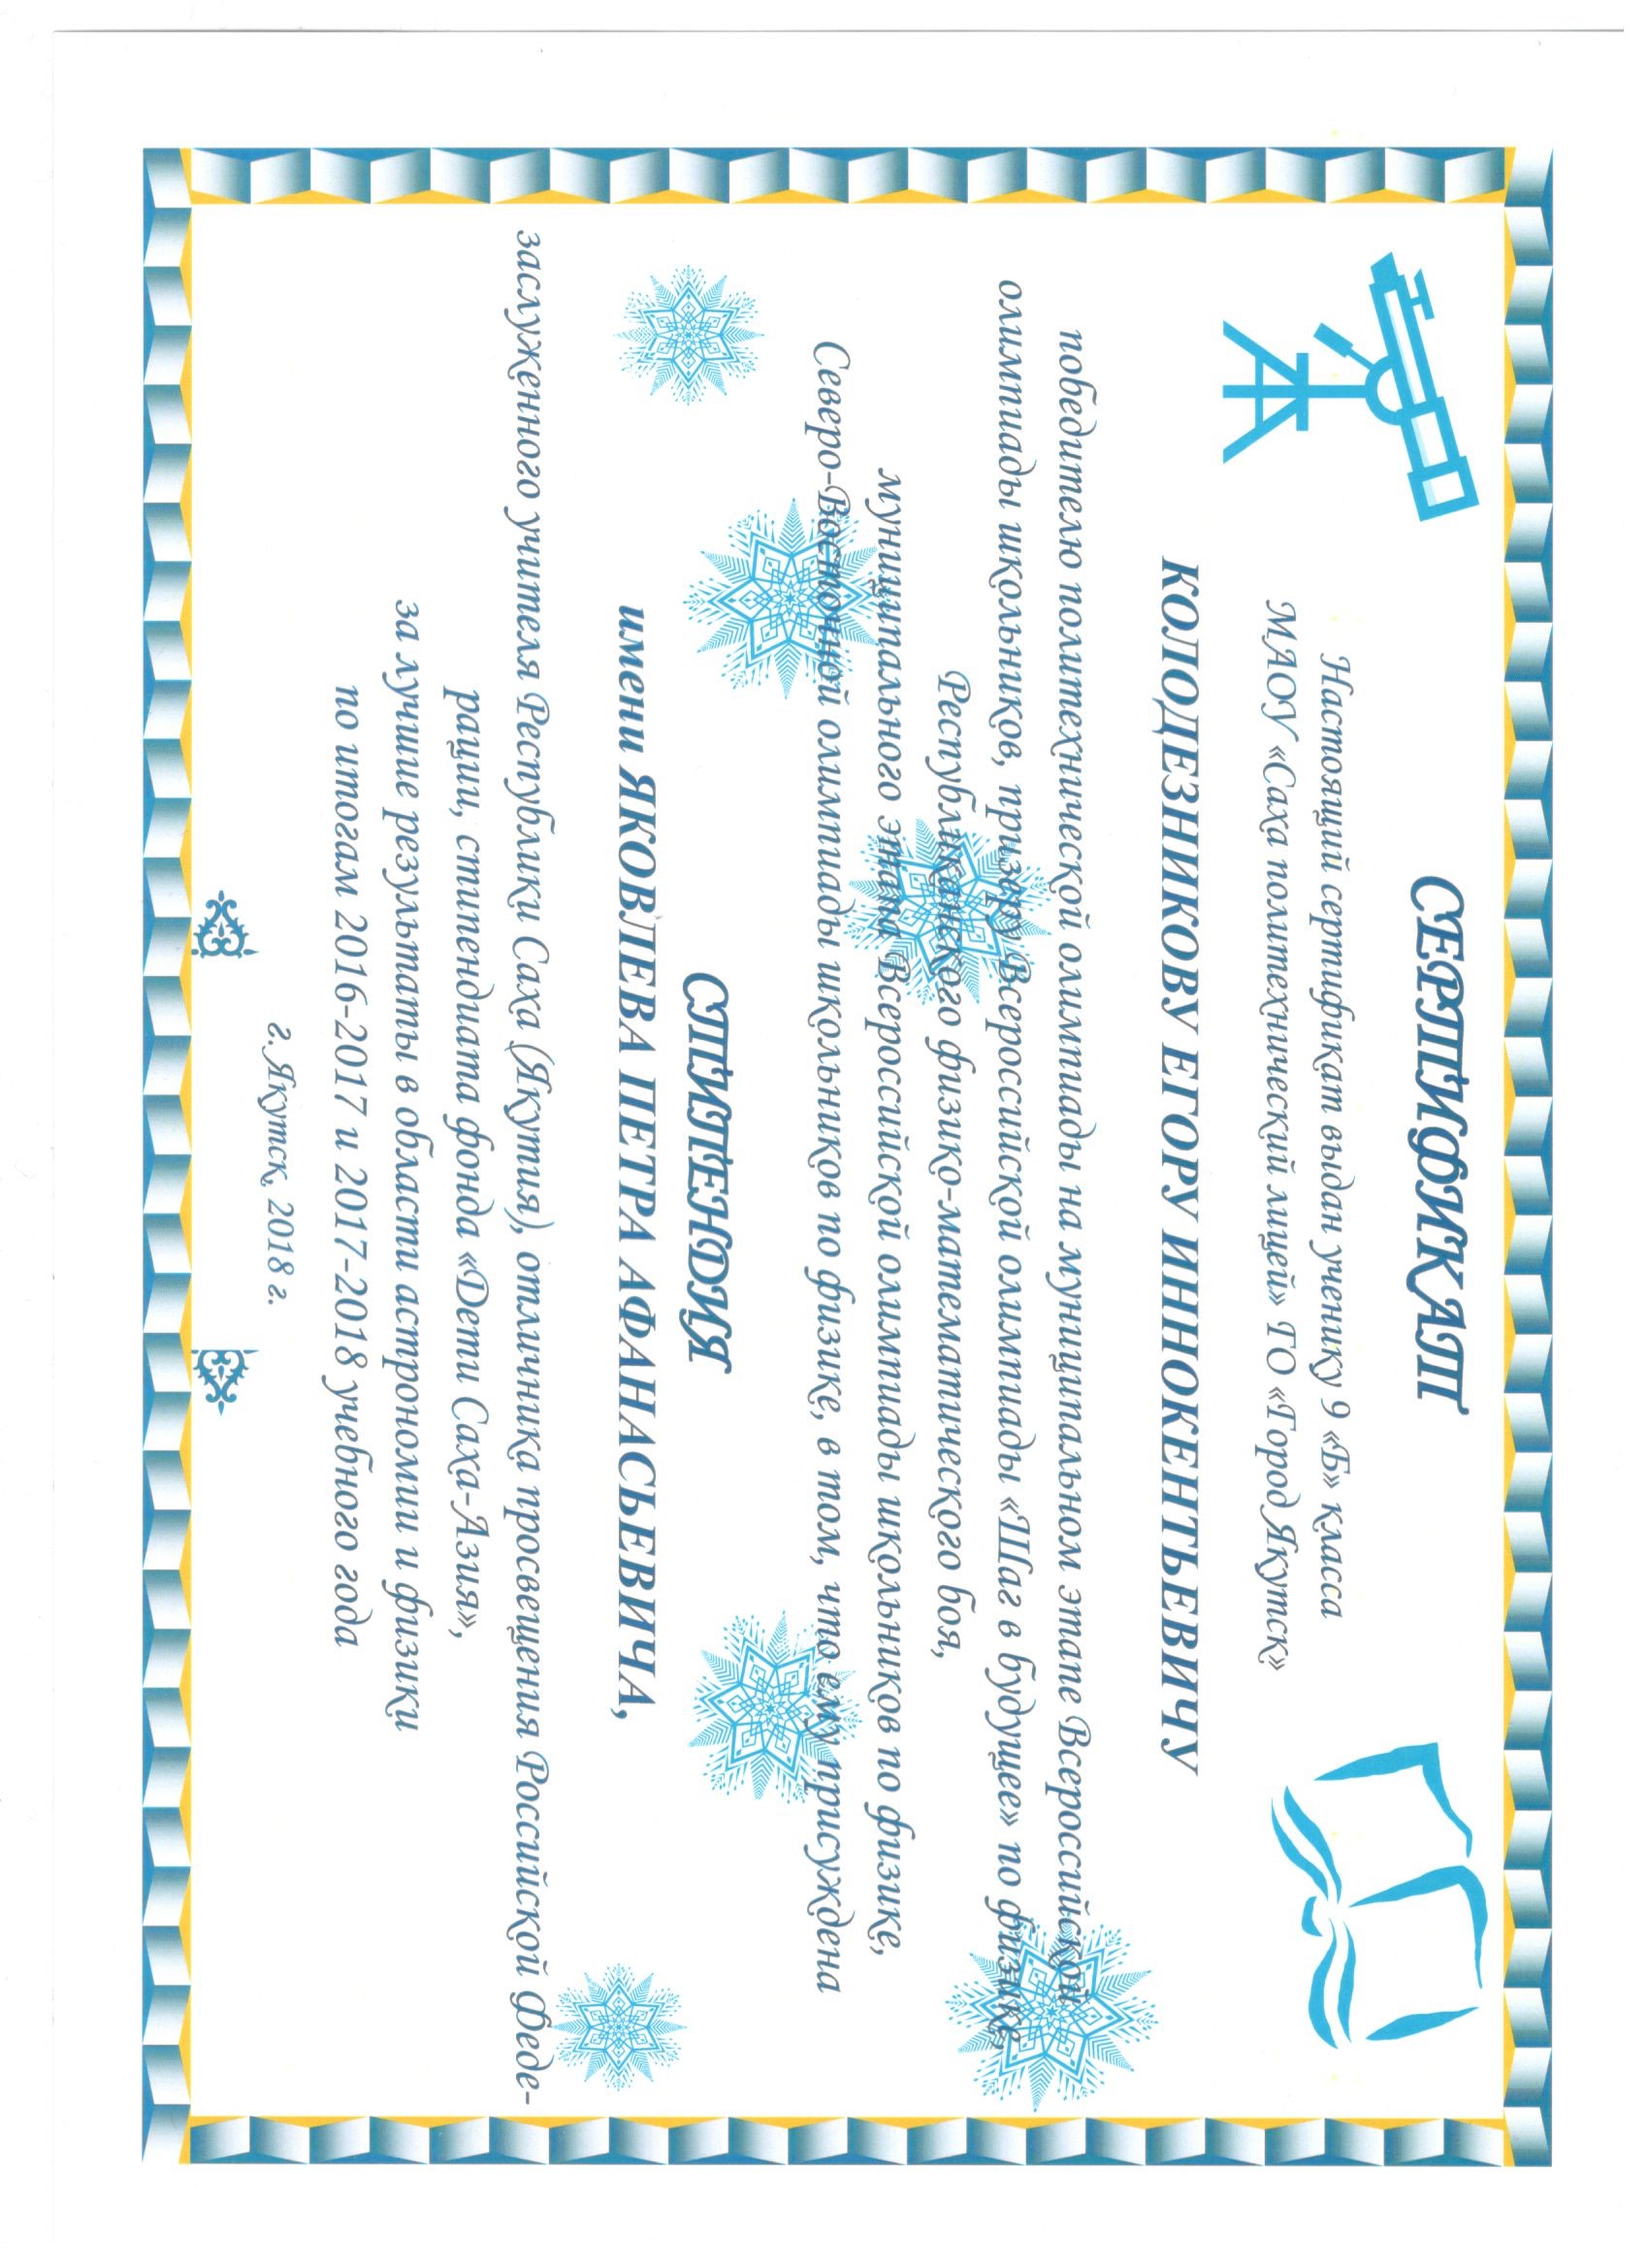 СЕРТИФИКАТ
Настоящий сертификат выдан ученику 9 «Б» класса
МАОУ «Саха политехнический лицей» ГО «Город Якутск»
КОЛОДЕЗНИКОВУ ЕГОРУ ИННОКЕНТЬЕВИЧУ
победителю политехнической олимпиады на муниципальном этапе Всероссийской
олимпиады школьников, призеру Всероссийской олимпиады «Шаг в будущее» по физике,
Республиканского физико-математического боя,
муниципального этапа Всероссийской олимпиады школьников по физике,
Северо-Восточной олимпиады школьников по физике, в том, что ему присуждена
СТИПЕНДИЯ
имени ЯКОВЛЕВА ПЕТРА АФАНАСЬЕВИЧА,
заслуженного учителя Республики Саха (Якутия), отличника просвещения Российской Феде-
рации, стипендиата фонда «Дети Саха-Азия»,
за лучшие результаты в области астрономии и физики
по итогам 2016-2017 и 2017-2018 учебного года
г. Якутск, 2018 г.